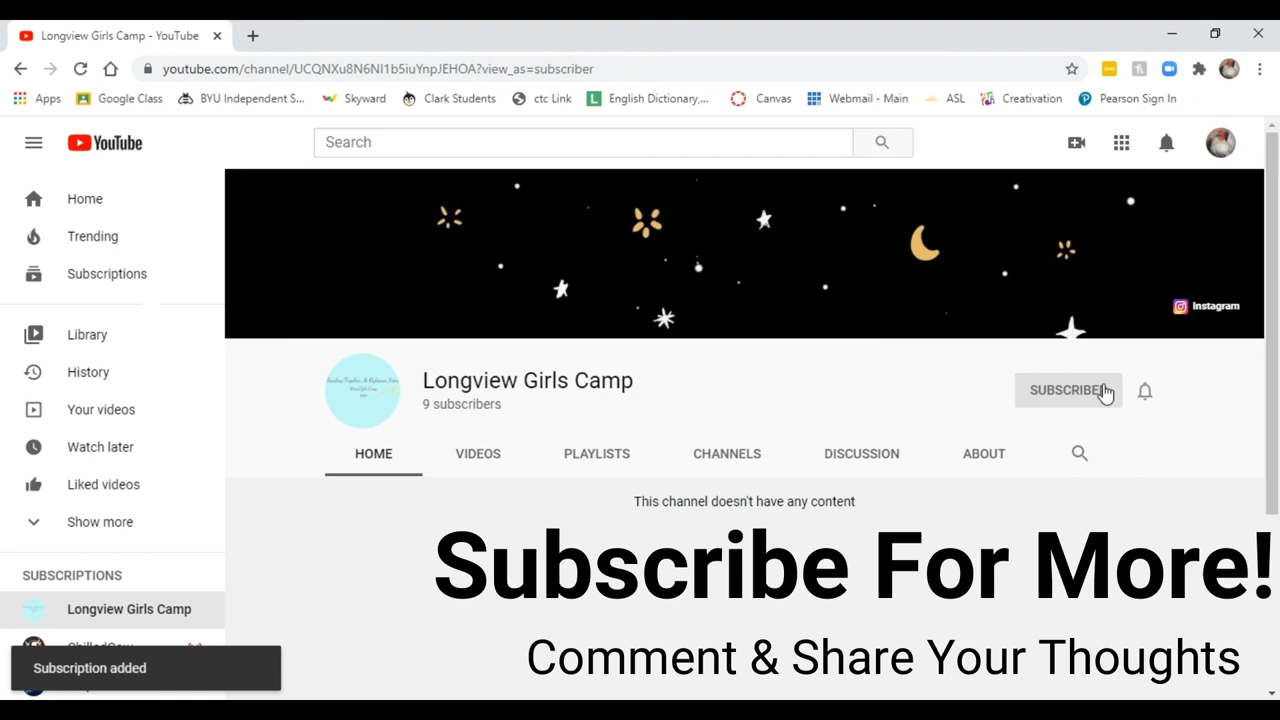 Longview Girls Camp - YouTube
youtube.com/channel/UCQNXu8N6NI1b5iuYnpJEHOA?view_as=subscriber
Apps Google Class BYU Independent S... Skyward Clark Students ctc Link English Dictionary,... Canvas Webmail - Main ASL Creativation Pearson Sign In
YouTube
Search
Home
Trending
Subscriptions
Library
History
Your videos
Watch later
Liked videos
Show more
SUBSCRIPTIONS
Longview Girls Camp
Subscription added
Instagram
Longview Girls Camp
9 subscribers
SUBSCRIBED
HOME VIDEOS PLAYLISTS CHANNELS DISCUSSION ABOUT
This channel doesn't have any content
Subscribe For More!
Comment & Share Your Thoughts